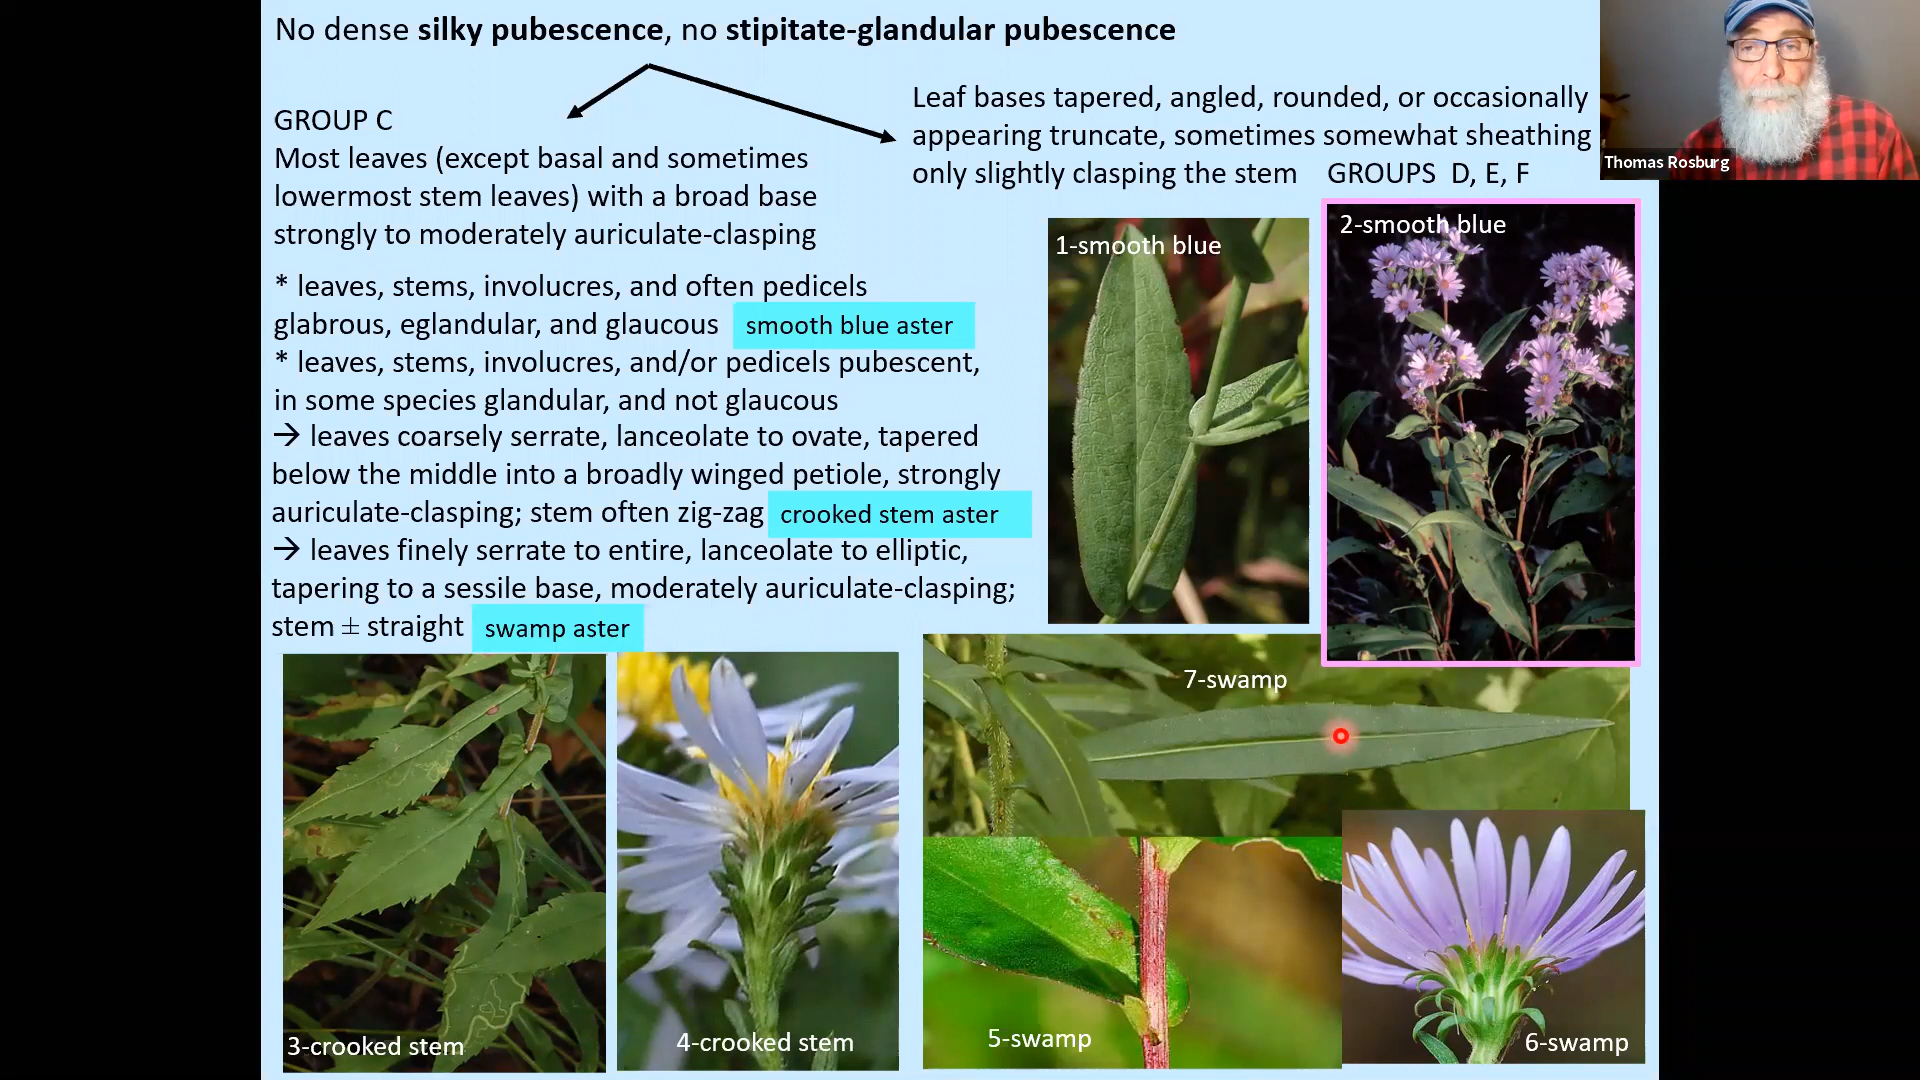 No dense silky pubescence, no stipitate-glandular pubescence
GROUP C
Most leaves (except basal and sometimes
lowermost stem leaves) with a broad base
strongly to moderately auriculate-clasping
* leaves, stems, involucres, and often pedicels
glabrous, eglandular, and glaucous smooth blue aster
* leaves, stems, involucres, and/or pedicels pubescent,
in some species glandular, and not glaucous
→ leaves coarsely serrate, lanceolate to ovate, tapered
below the middle into a broadly winged petiole, strongly
auriculate-clasping; stem often zig-zag crooked stem aster
→ leaves finely serrate to entire, lanceolate to elliptic,
tapering to a sessile base, moderately auriculate-clasping;
stem ± straight swamp aster
Leaf bases tapered, angled, rounded, or occasionally
appearing truncate, sometimes somewhat sheathing
only slightly clasping the stem GROUPS D, E, F
Thomas Rosburg
1-smooth blue
2-smooth blue
7-swamp
3-crooked stem
4-crooked stem
5-swamp
6-swamp